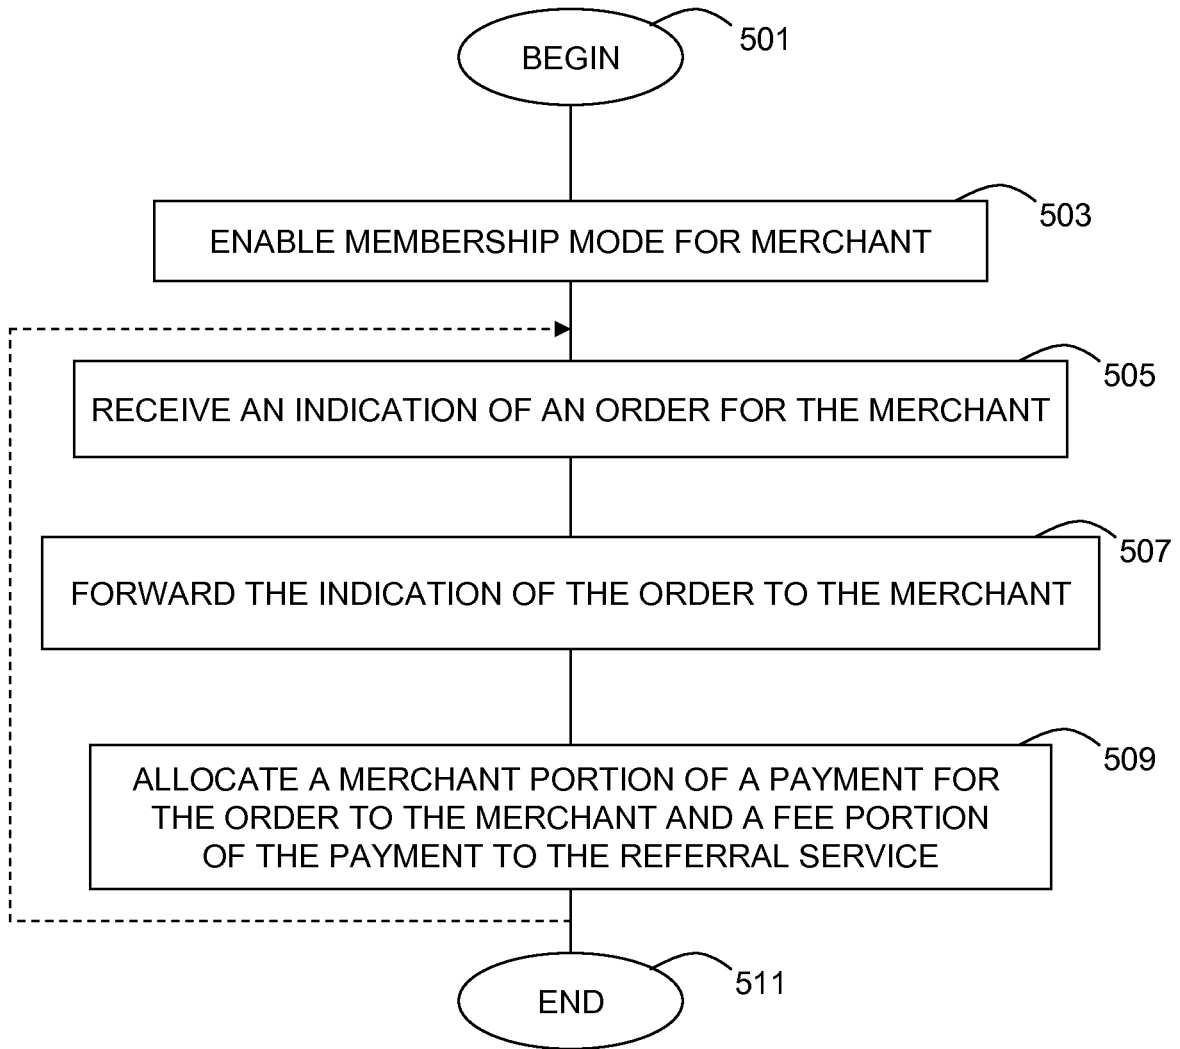 BEGIN
501
503
ENABLE MEMBERSHIP MODE FOR MERCHANT
505
RECEIVE AN INDICATION OF AN ORDER FOR THE MERCHANT
507
FORWARD THE INDICATION OF THE ORDER TO THE MERCHANT
509
ALLOCATE A MERCHANT PORTION OF A PAYMENT FOR
THE ORDER TO THE MERCHANT AND A FEE PORTION
OF THE PAYMENT TO THE REFERRAL SERVICE
511
END